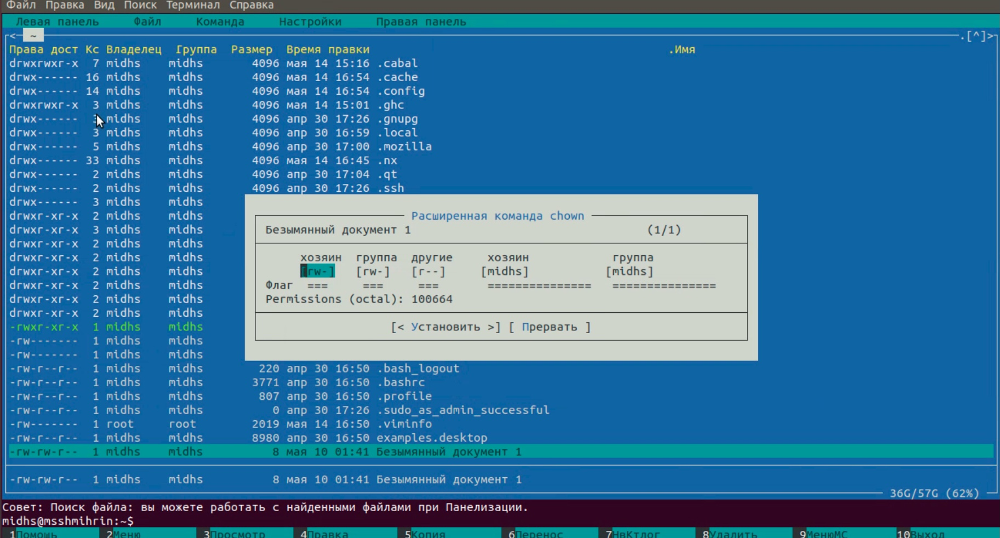 Файл Правка Вид Поиск Терминал Справка
Левая панель Файл Команда Настройки Правая панель
<- ~ .[^]>
Права дост Кс Владелец Группа Размер Время правки .Имя
drwxrwxr-x 7 midhs midhs 4096 мая 14 15:16 .cabal
drwx------ 16 midhs midhs 4096 мая 14 16:54 .cache
drwx------ 14 midhs midhs 4096 мая 14 16:54 .config
drwxrwxr-x 3 midhs midhs 4096 мая 14 15:01 .ghc
drwx------ 3 midhs midhs 4096 апр 30 17:26 .gnupg
drwx------ 3 midhs midhs 4096 апр 30 16:59 .local
drwx------ 5 midhs midhs 4096 апр 30 17:00 .mozilla
drwx------ 33 midhs midhs 4096 мая 14 16:45 .nx
drwx------ 2 midhs midhs 4096 апр 30 17:04 .qt
drwx------ 2 midhs midhs 4096 апр 30 17:26 .ssh
drwx------ 3 midhs midhs
drwxr-xr-x 2 midhs midhs
drwxr-xr-x 3 midhs midhs
drwxr-xr-x 2 midhs midhs
drwxr-xr-x 2 midhs midhs
drwxr-xr-x 2 midhs midhs
drwxr-xr-x 2 midhs midhs
drwxr-xr-x 2 midhs midhs
drwxr-xr-x 2 midhs midhs
-rwxr-xr-x 1 midhs midhs
-rw------- 1 midhs midhs
-rw------- 1 midhs midhs
Расширенная команда chown
Безымянный документ 1 (1/1)
хозяин группа другие хозяин группа
[rw-] [rw-] [r--] [midhs] [midhs]
Флаг === === === =============== ===============
Permissions (octal): 100664
[< Установить >] [ Прервать ]
-rw-r--r-- 1 midhs midhs 220 апр 30 16:50 .bash_logout
-rw-r--r-- 1 midhs midhs 3771 апр 30 16:50 .bashrc
-rw-r--r-- 1 midhs midhs 807 апр 30 16:50 .profile
-rw-r--r-- 1 midhs midhs 0 апр 30 17:26 .sudo_as_admin_successful
-rw------- 1 root root 2019 мая 14 16:50 .viminfo
-rw-r--r-- 1 midhs midhs 8980 апр 30 16:50 examples.desktop
-rw-rw-r-- 1 midhs midhs 8 мая 10 01:41 Безымянный документ 1
-rw-rw-r-- 1 midhs midhs 8 мая 10 01:41 Безымянный документ 1
36G/57G (62%)
Совет: Поиск файла: вы можете работать с найденными файлами при Панелизации.
midhs@msshmihrin:~$
1Помощь 2Меню 3Просмотр 4Правка 5Копия 6Перенос 7НвКтлог 8Удалить 9МенюMC 10Выход